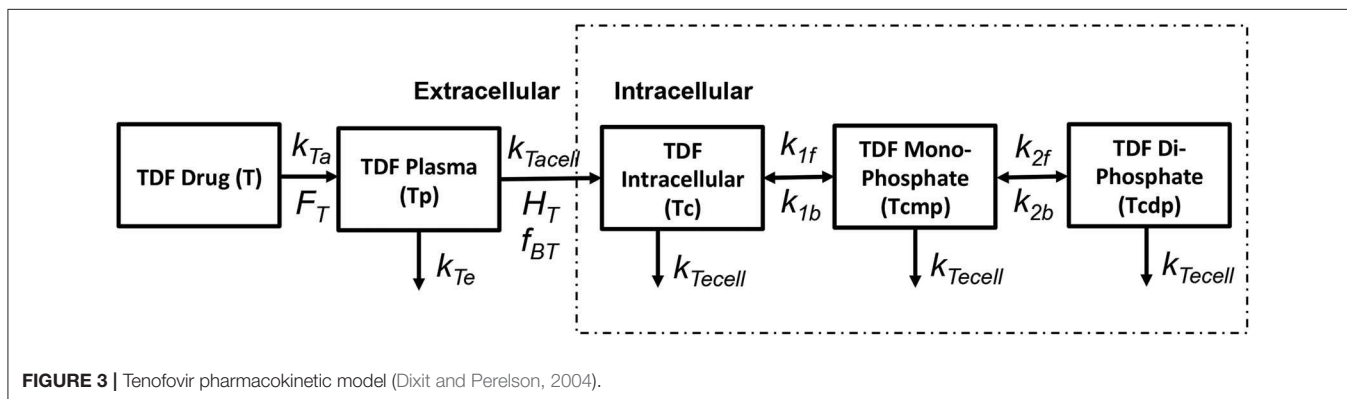 Extracellular
Intracellular
TDF Drug (T)
k_Ta
F_T
TDF Plasma
(Tp)
k_Te
k_Tacell
H_T
f_BT
TDF
Intracellular
(Tc)
k_Tecell
k_1f
k_1b
TDF Mono-
Phosphate
(Tcmp)
k_Tecell
k_2f
k_2b
TDF Di-
Phosphate
(Tcdp)
k_Tecell
FIGURE 3 | Tenofovir pharmacokinetic model (Dixit and Perelson, 2004).